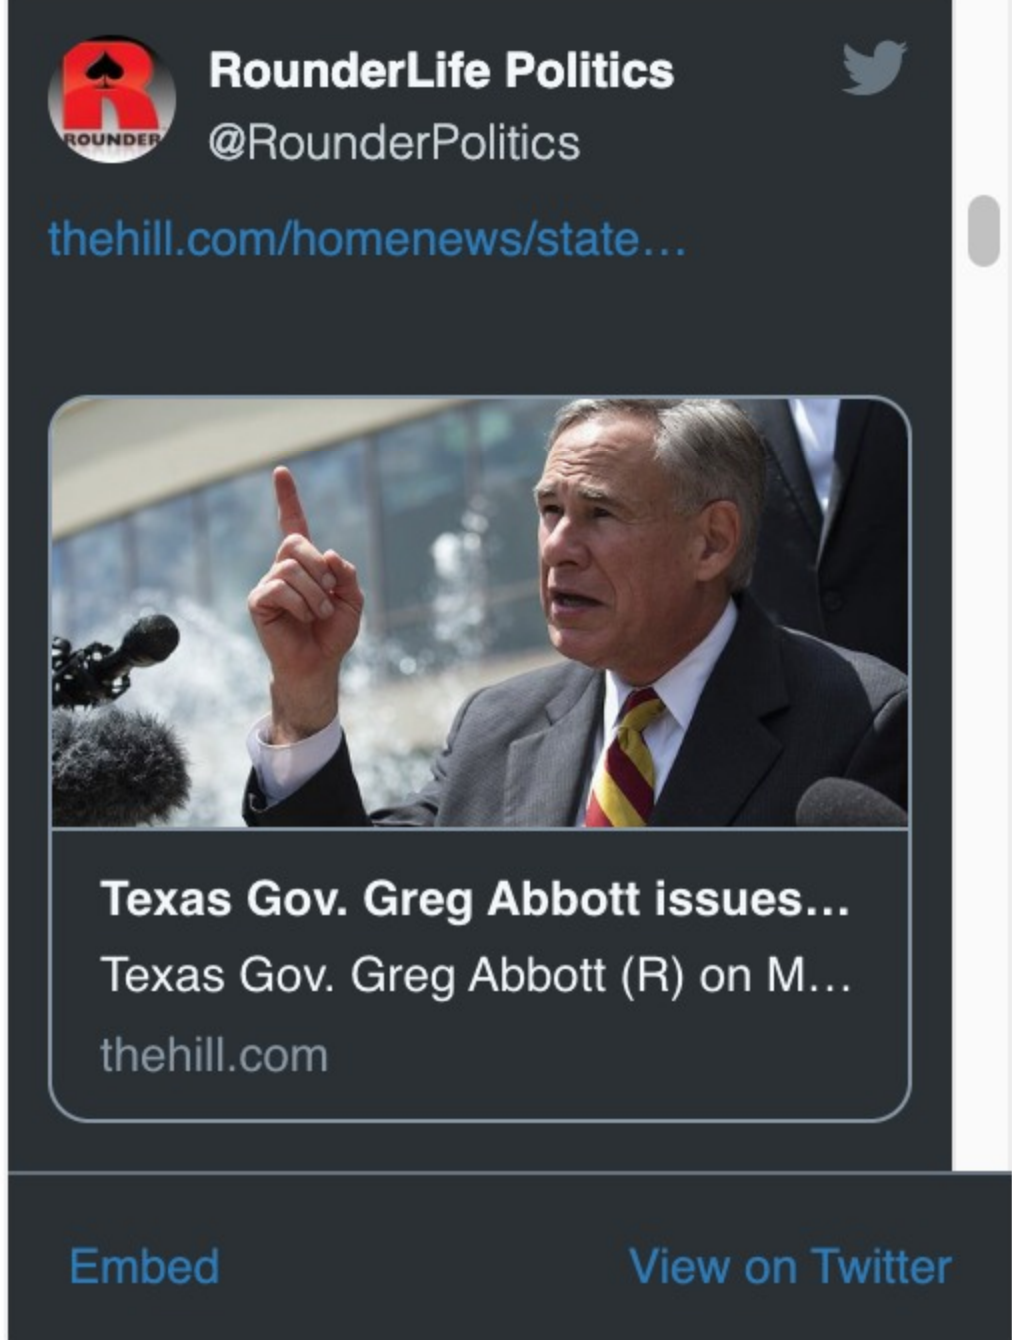 ROUNDER
RounderLife Politics
@RounderPolitics
thehill.com/homenews/state…
Texas Gov. Greg Abbott issues…
Texas Gov. Greg Abbott (R) on M…
thehill.com
Embed
View on Twitter